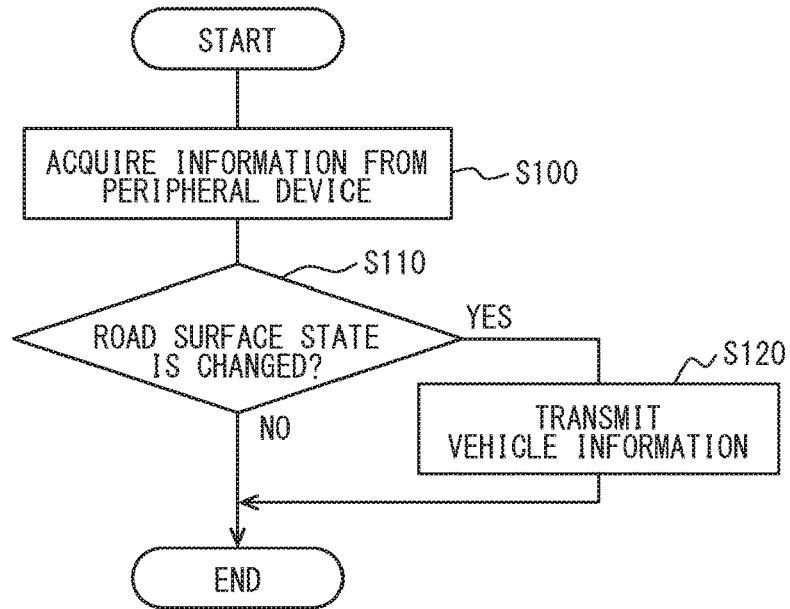 START
ACQUIRE INFORMATION FROM
PERIPHERAL DEVICE
S100
S110
ROAD SURFACE STATE
IS CHANGED?
YES
S120
TRANSMIT
VEHICLE INFORMATION
NO
END